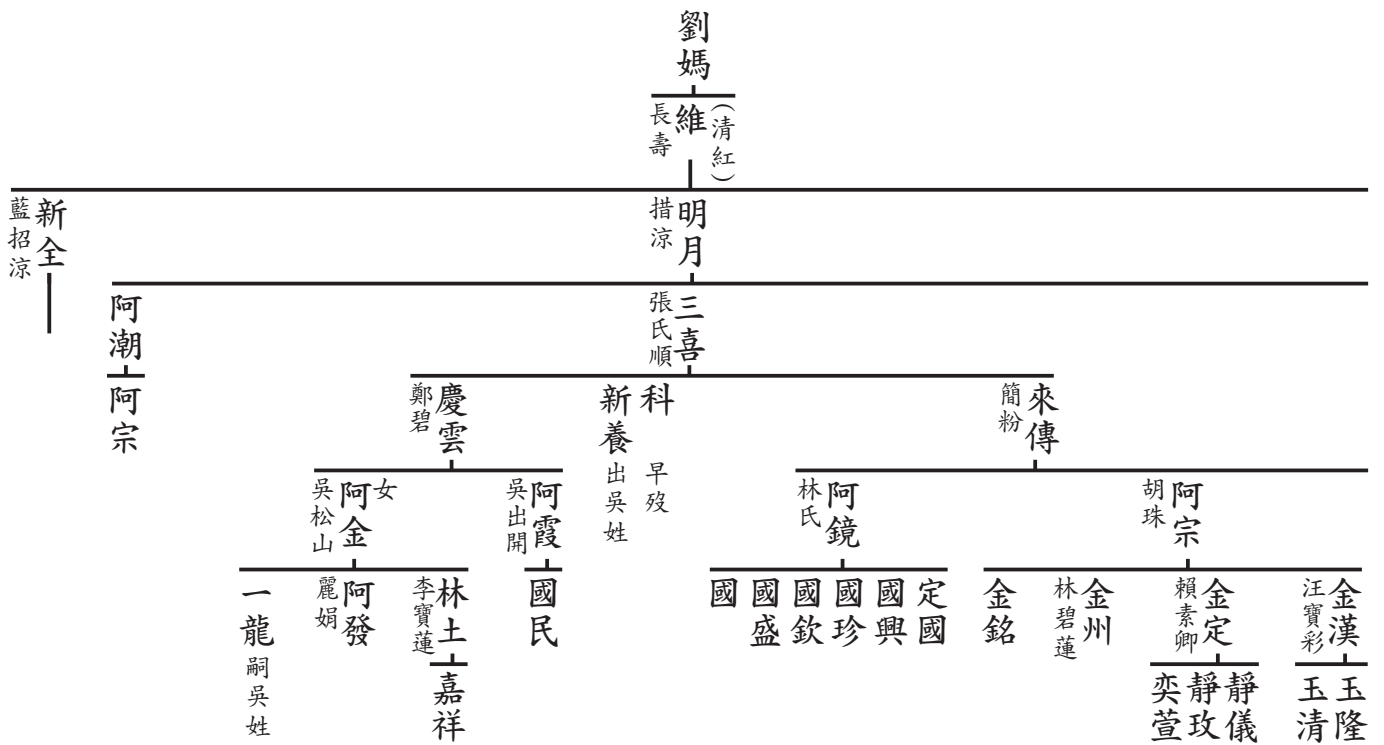 劉媽
(清紅)
維
長壽
明月
措涼
新全
藍招涼
三喜
張氏順
阿潮
來傳
簡粉
科 早歿
新養 出吳姓
慶雲
鄭碧
阿宗
阿宗
胡珠
阿鏡
林氏
阿霞
吳出開
女
阿金
吳松山
金漢
汪寶彩
金定
賴素卿
金州
林碧蓮
金銘
定國
國興
國珍
國欽
國盛
國
國民
林土
李寶蓮
阿發
麗娟
一龍 嗣吳姓
玉隆
玉清
靜儀
靜玫
奕萱
嘉祥